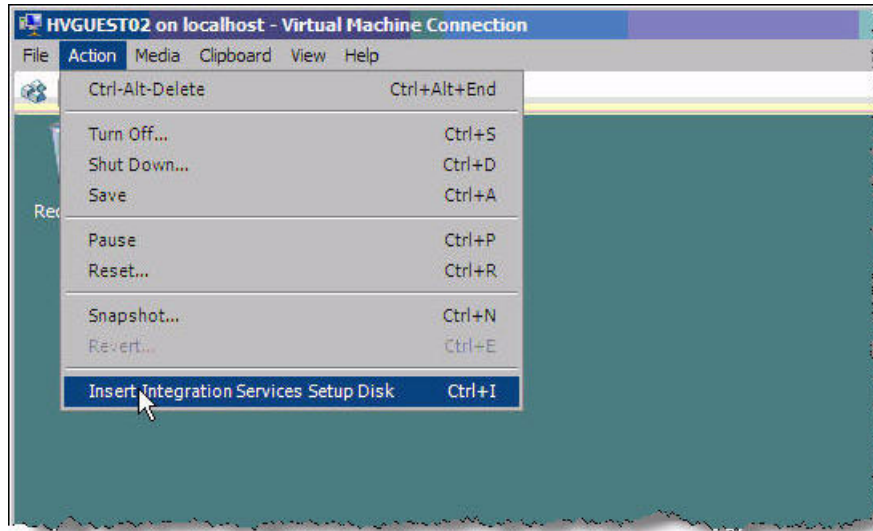 HVGUEST02 on localhost - Virtual Machine Connection
File Action Media Clipboard View Help
Ctrl-Alt-Delete Ctrl+Alt+End
Turn Off... Ctrl+S
Shut Down... Ctrl+D
Save Ctrl+A
Rec
Pause Ctrl+P
Reset... Ctrl+R
Snapshot... Ctrl+N
Revert... Ctrl+E
Insert Integration Services Setup Disk Ctrl+I